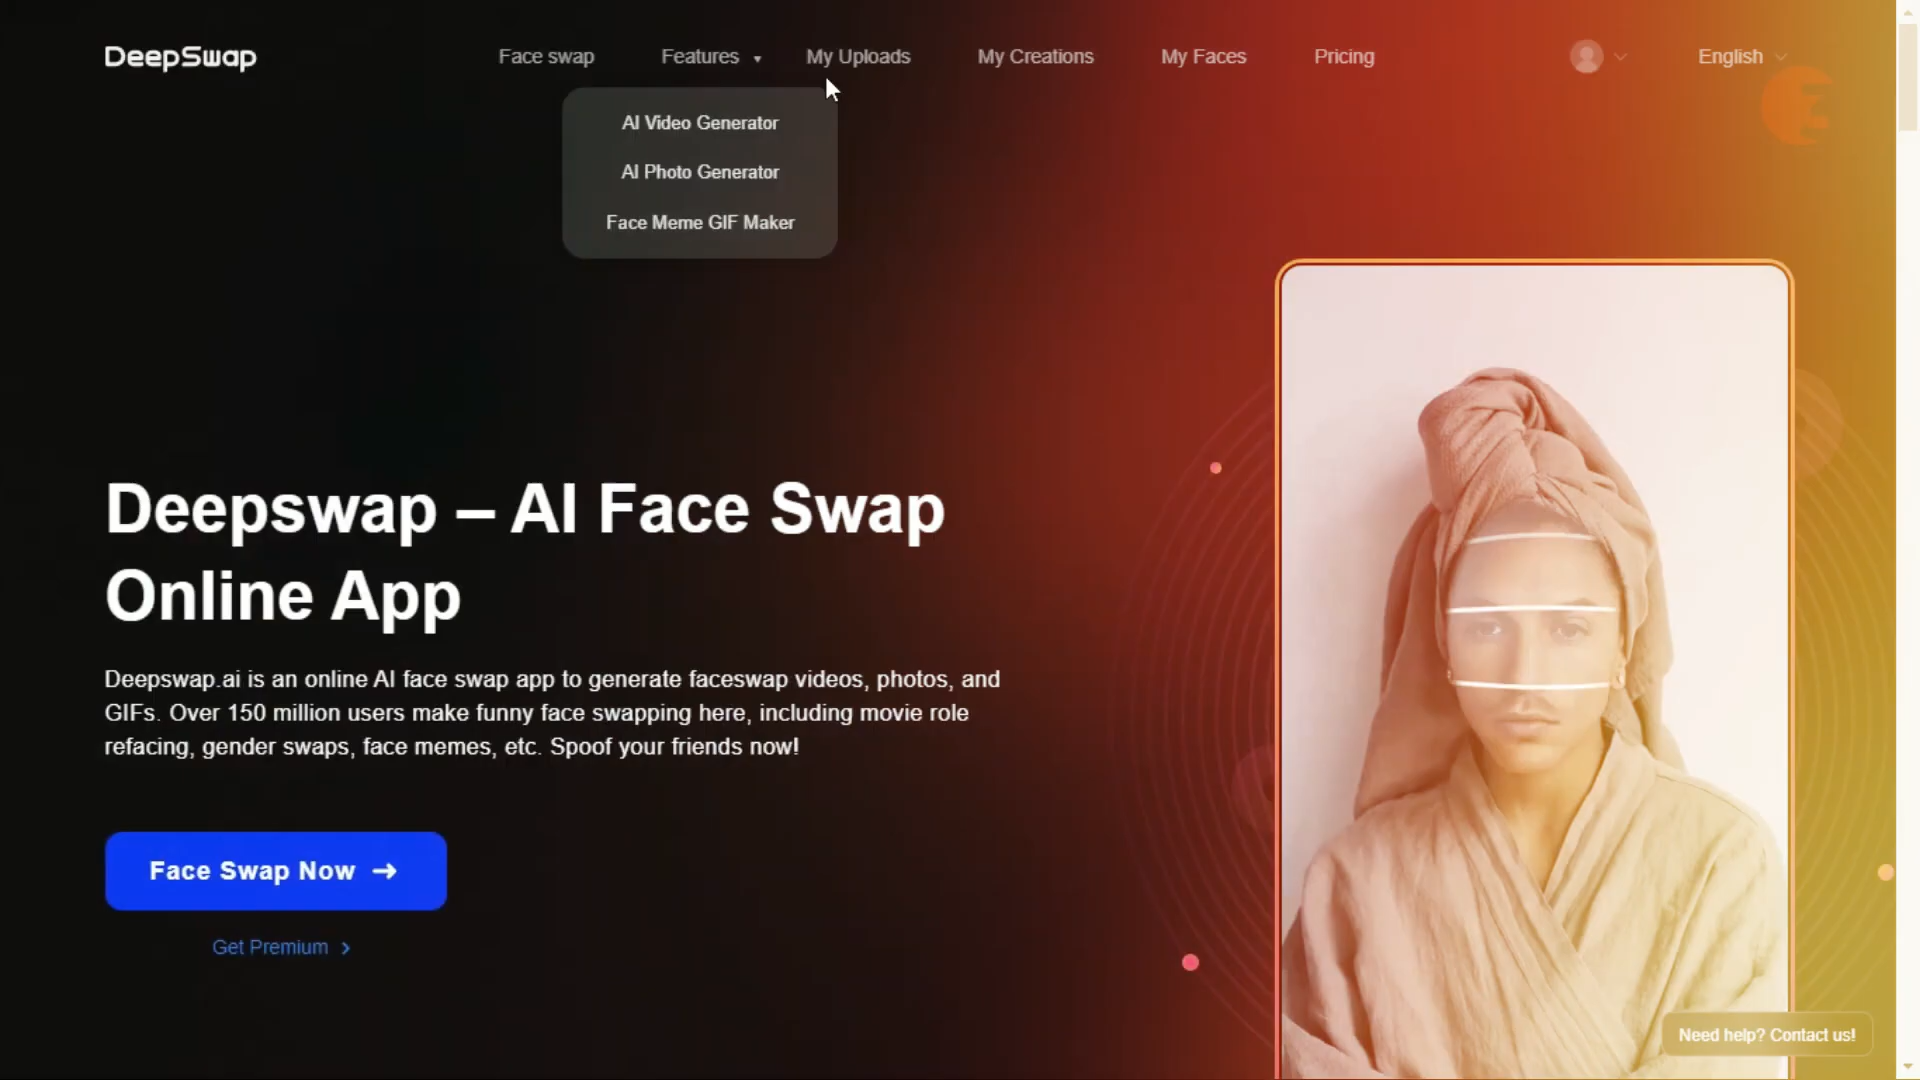 DeepSwap
Face swap
Features
My Uploads
My Creations
My Faces
Pricing
English
AI Video Generator
AI Photo Generator
Face Meme GIF Maker
Deepswap – AI Face Swap
Online App
Deepswap.ai is an online AI face swap app to generate faceswap videos, photos, and
GIFs. Over 150 million users make funny face swapping here, including movie role
refacing, gender swaps, face memes, etc. Spoof your friends now!
Face Swap Now →
Get Premium >
Need help? Contact us!